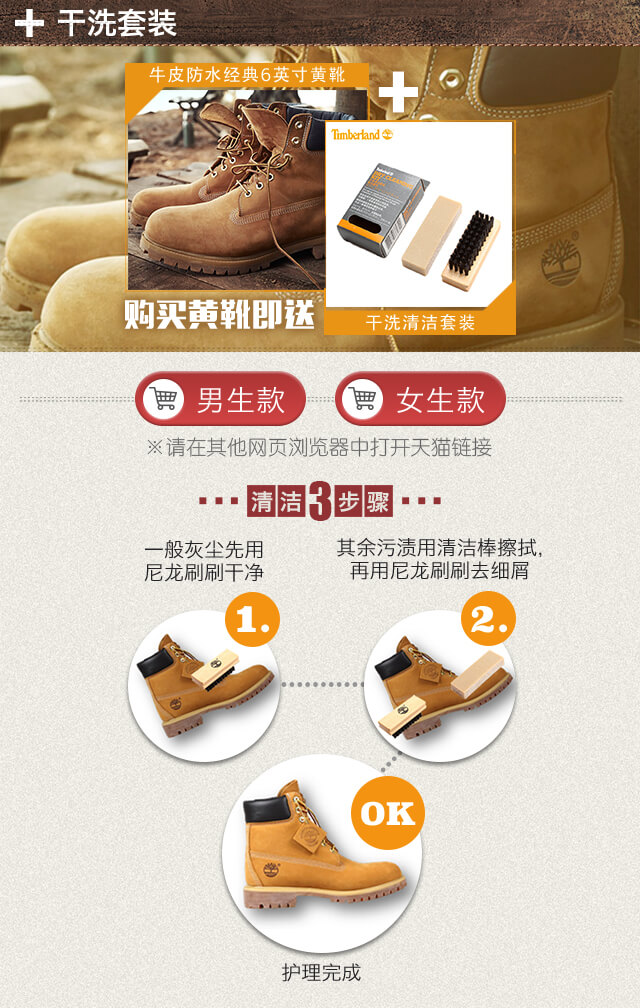 + 干洗套装
牛皮防水经典6英寸黄靴
+
Timberland
购买黄靴即送
干洗清洁套装
男生款
女生款
※请在其他网页浏览器中打开天猫链接
清洁3步骤
一般灰尘先用
尼龙刷刷干净
其余污渍用清洁棒擦拭,
再用尼龙刷刷去细屑
1.
2.
OK
护理完成